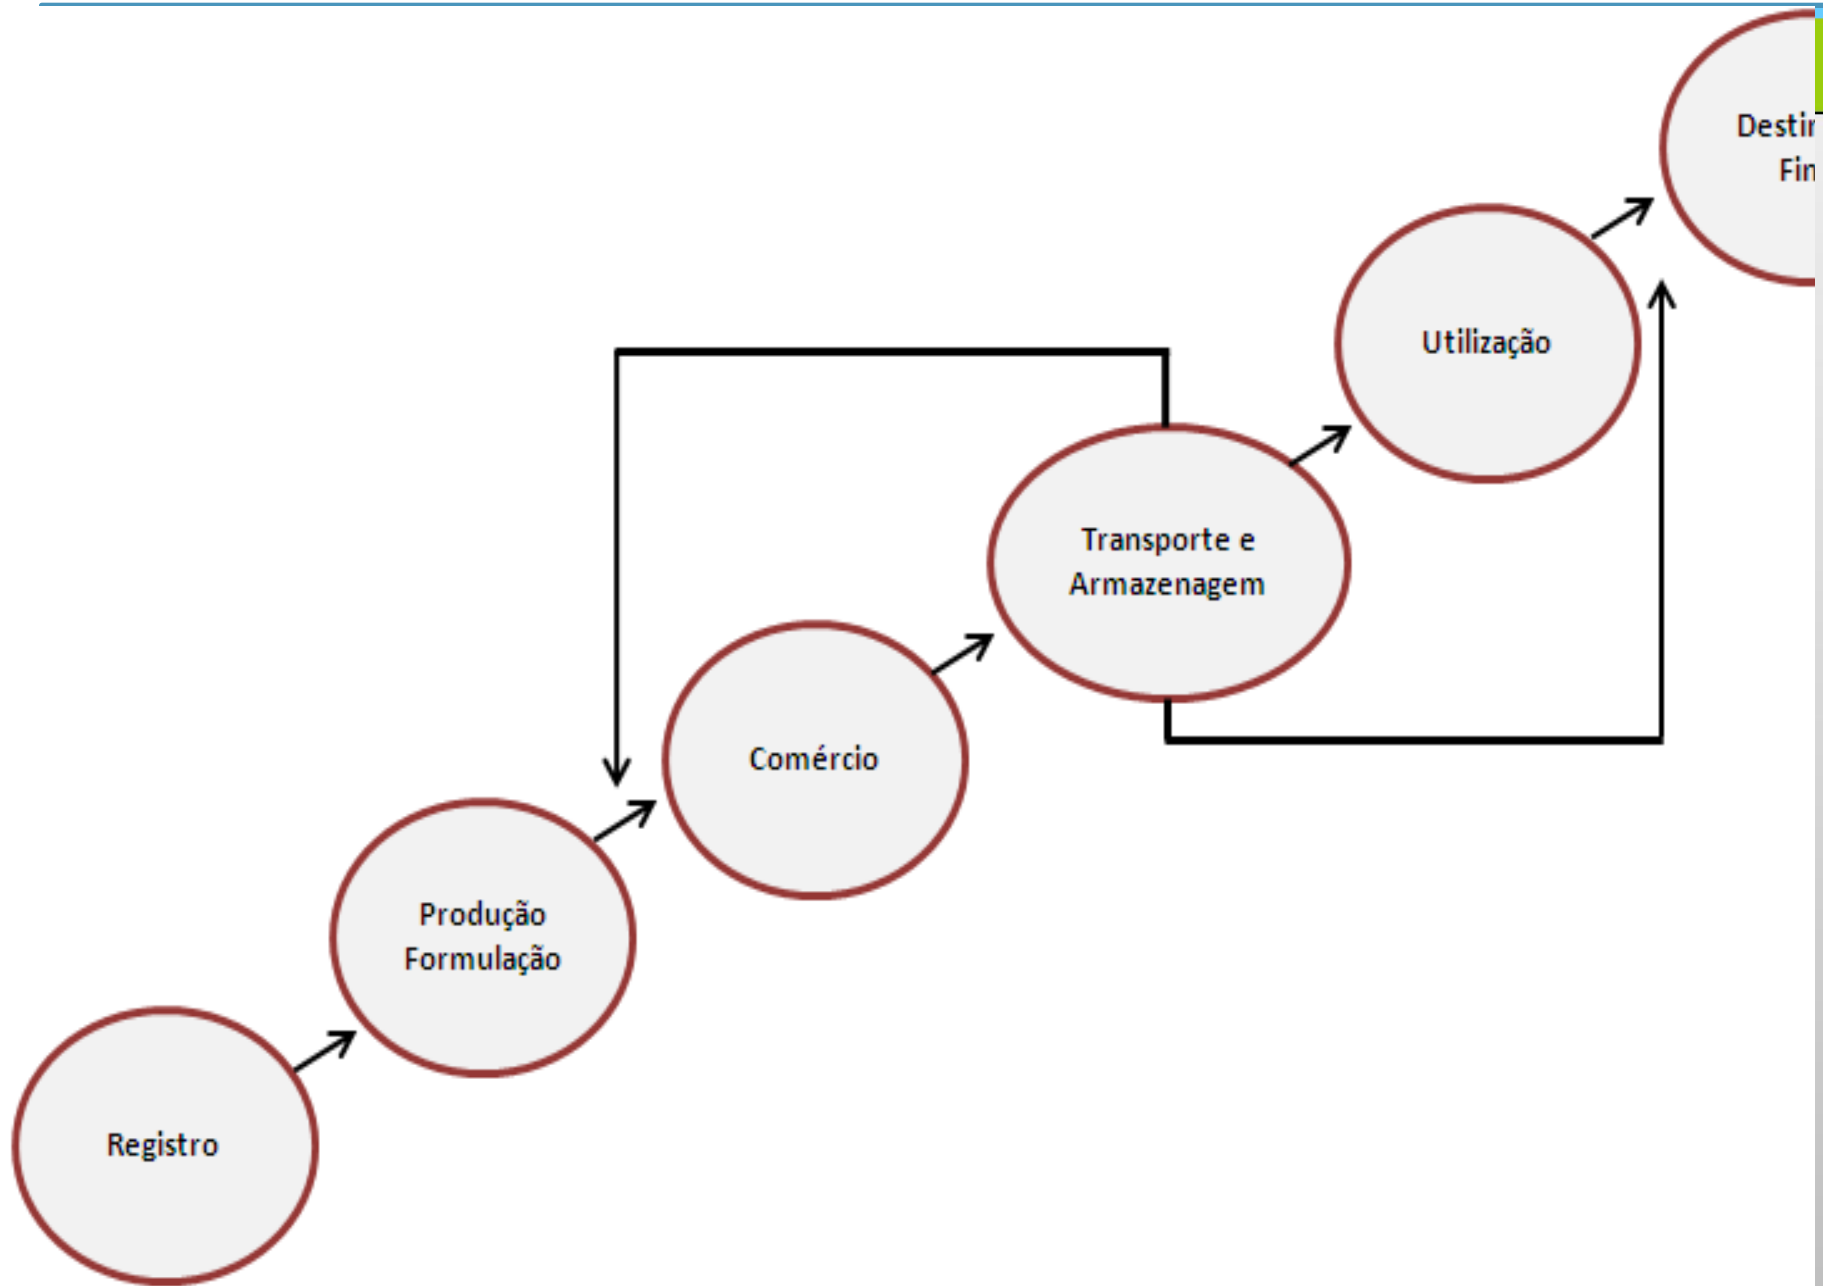 Registro
Produção
Formulação
Comércio
Transporte e
Armazenagem
Utilização